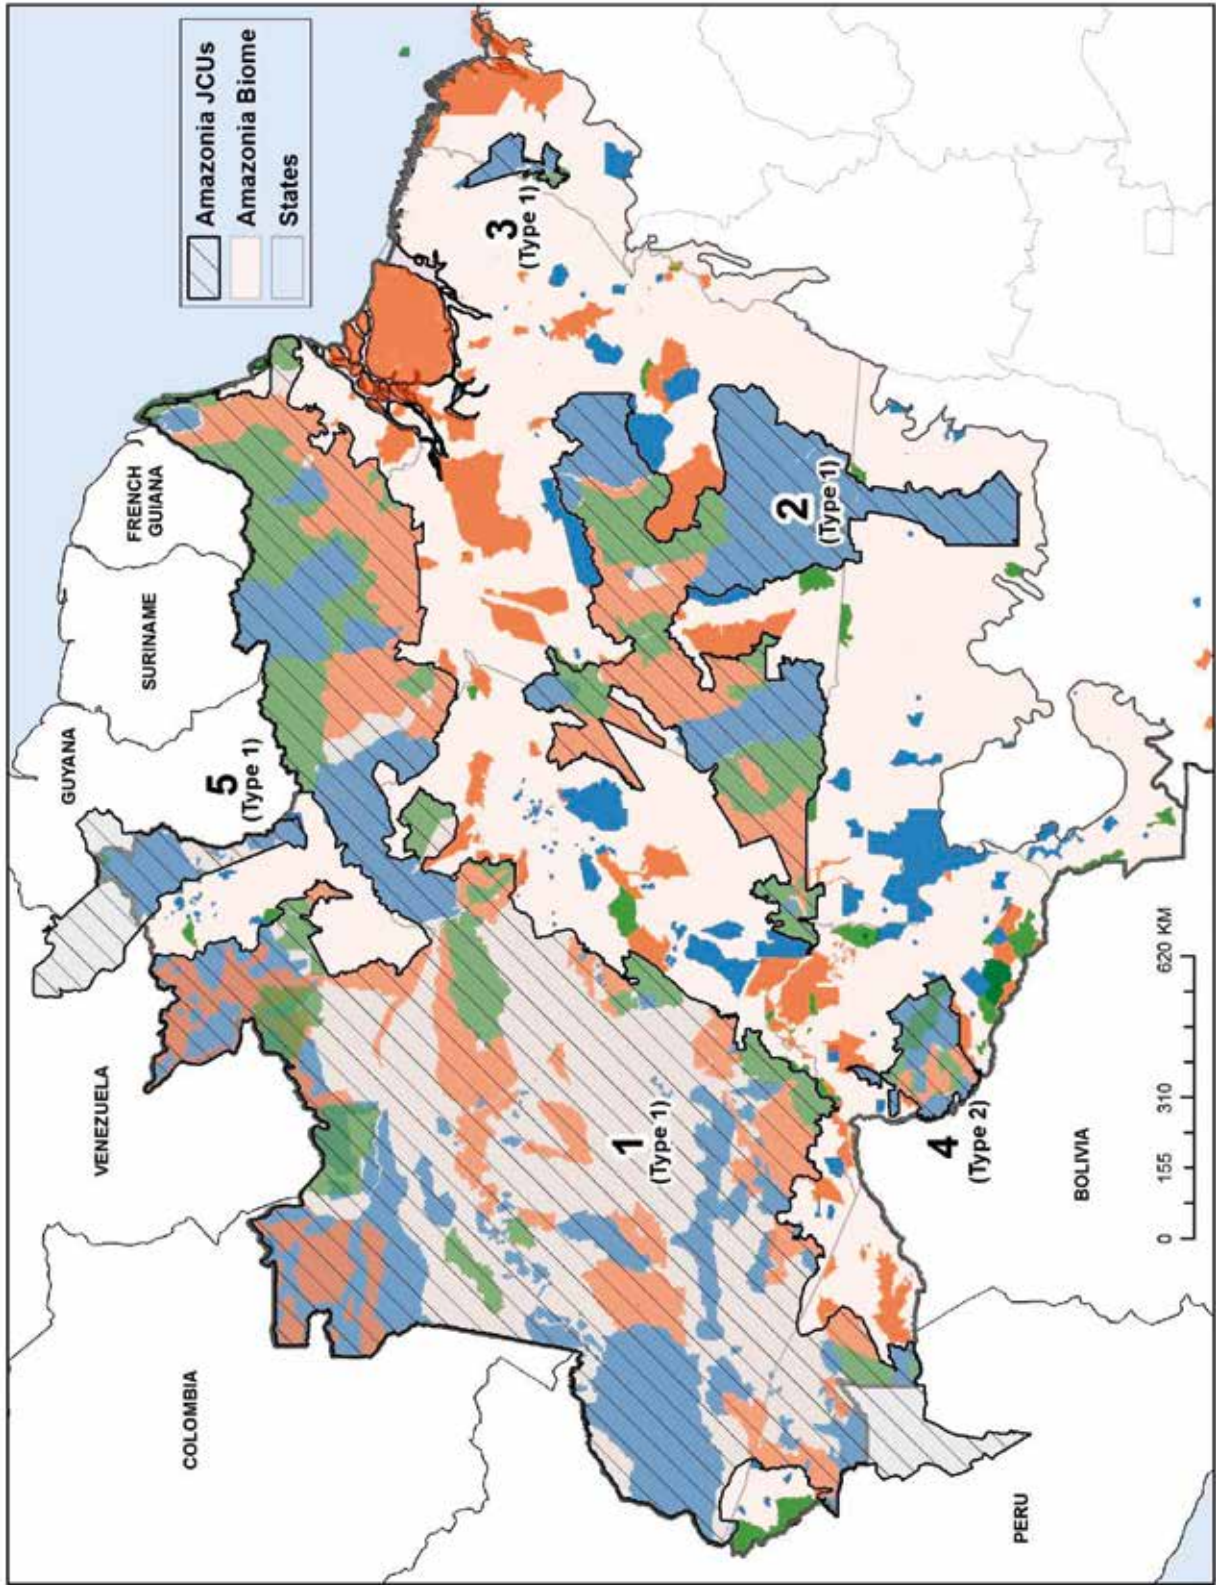 Amazonia JCUs
Amazonia Biome
States
FRENCH
GUIANA
SURINAME
GUYANA
VENEZUELA
COLOMBIA
5
(Type 1)
3
(Type 1)
1
(Type 1)
2
(Type 1)
4
(Type 2)
BOLIVIA
PERU
0 155 310 620 KM